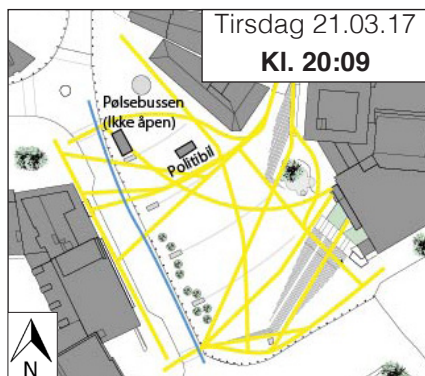 Tirsdag 21.03.17
Kl. 20:09
Pølsebussen
(Ikke åpen)
Politibil
N